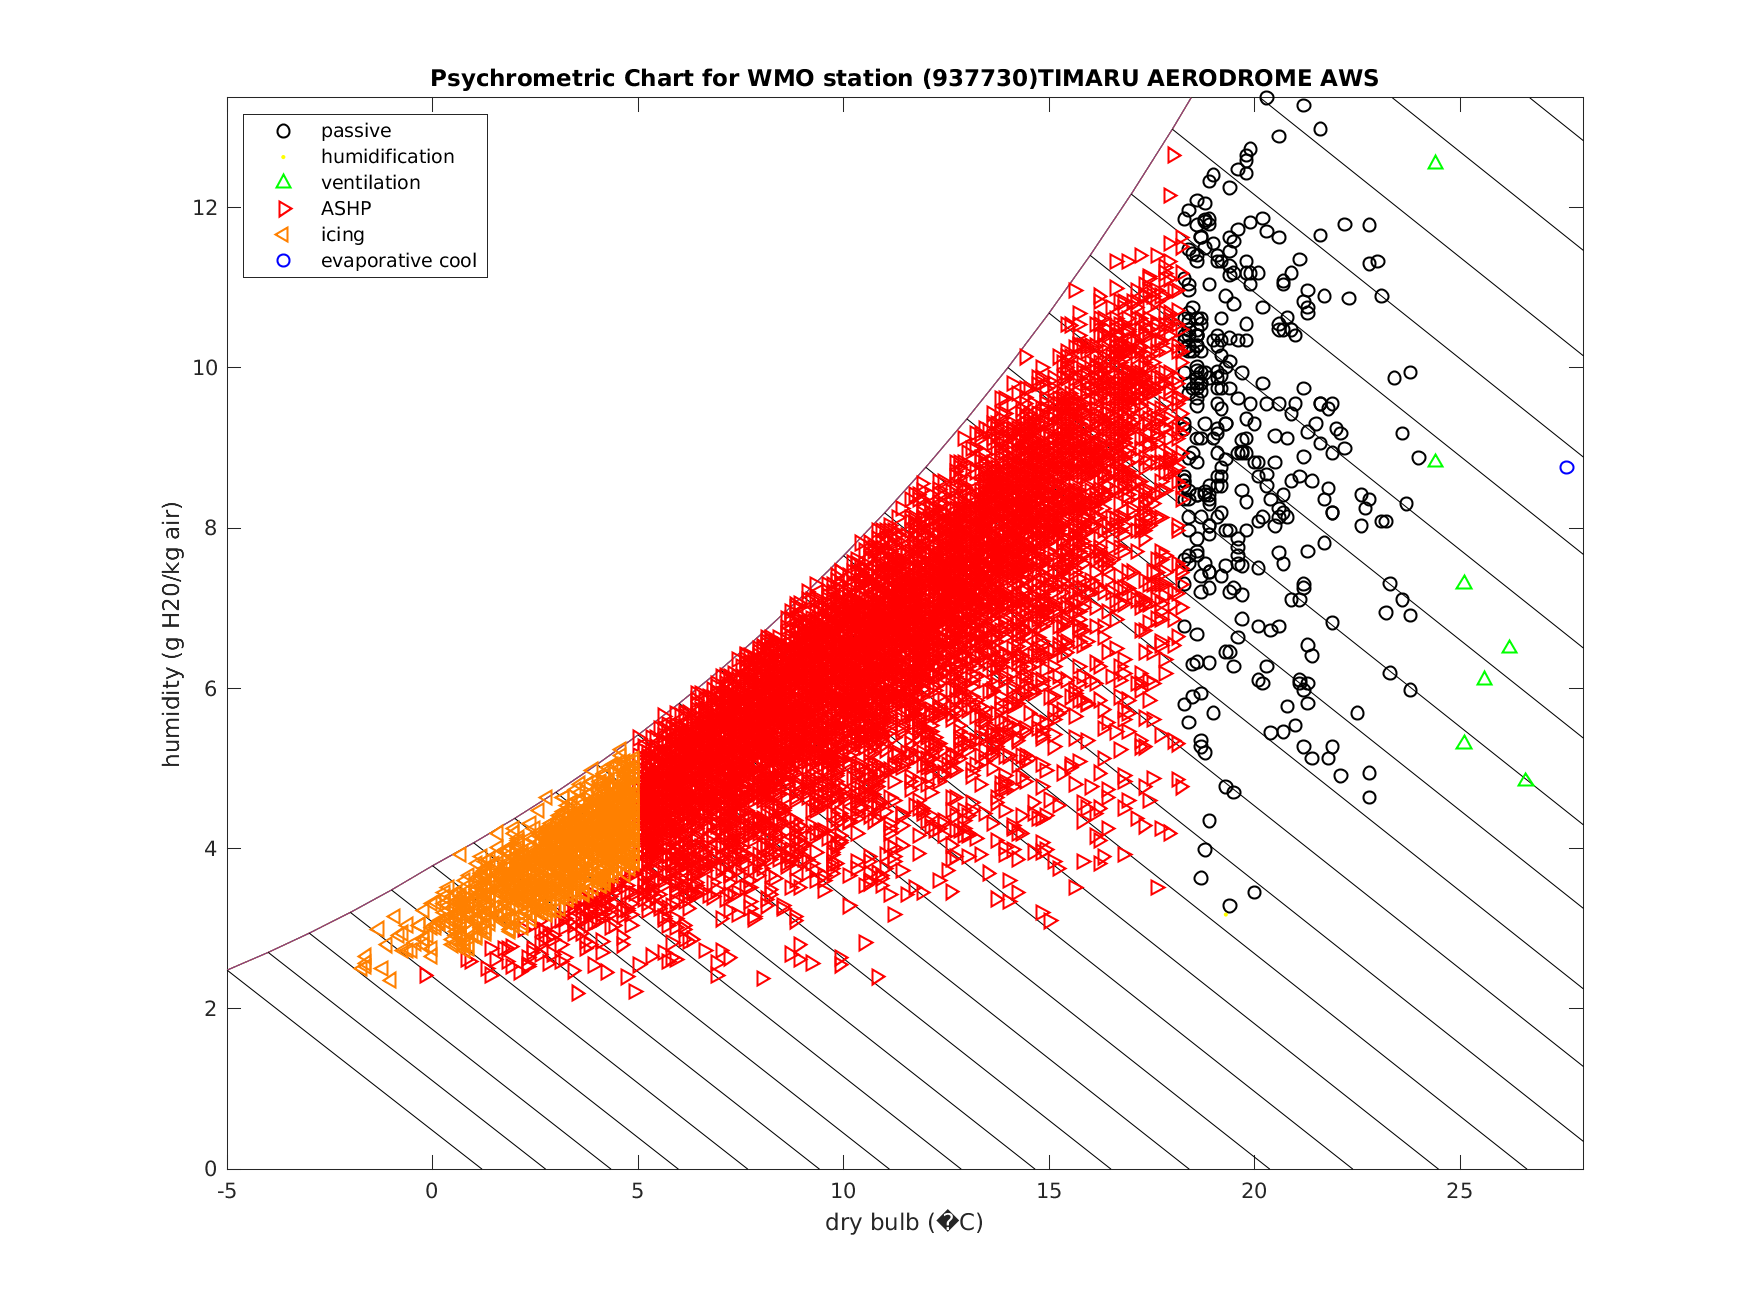 Psychrometric Chart for WMO station (937730)TIMARU AERODROME AWS
passive
humidification
ventilation
ASHP
icing
evaporative cool
12
10
8
6
4
2
0
humidity (g H20/kg air)
-5 0 5 10 15 20 25
dry bulb (�C)